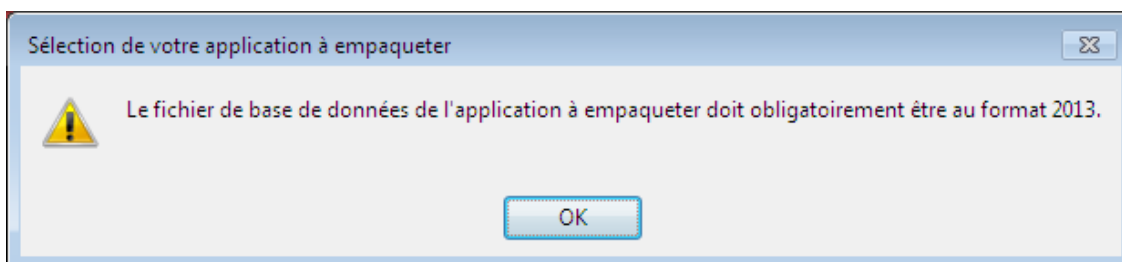 Sélection de votre application à empaqueter
Le fichier de base de données de l'application à empaqueter doit obligatoirement être au format 2013.
OK